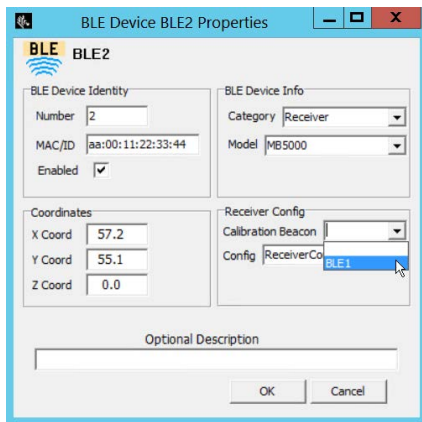 BLE Device BLE2 Properties
BLE BLE2
BLE Device Identity
Number 2
MAC/ID aa:00:11:22:33:44
Enabled
BLE Device Info
Category Receiver
Model MB5000
Coordinates
X Coord 57.2
Y Coord 55.1
Z Coord 0.0
Receiver Config
Calibration Beacon
Config ReceiverCo
BLE1
Optional Description
OK Cancel